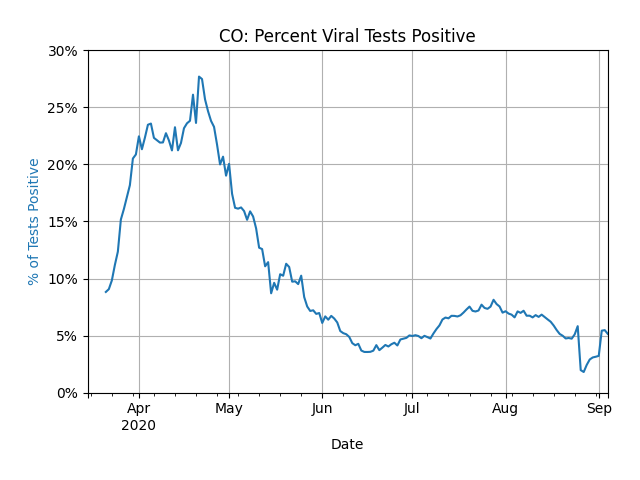 CO: Percent Viral Tests Positive
30%
25%
20%
15%
10%
5%
0%
% of Tests Positive
Apr
2020
May
Jun
Jul
Aug
Sep
Date